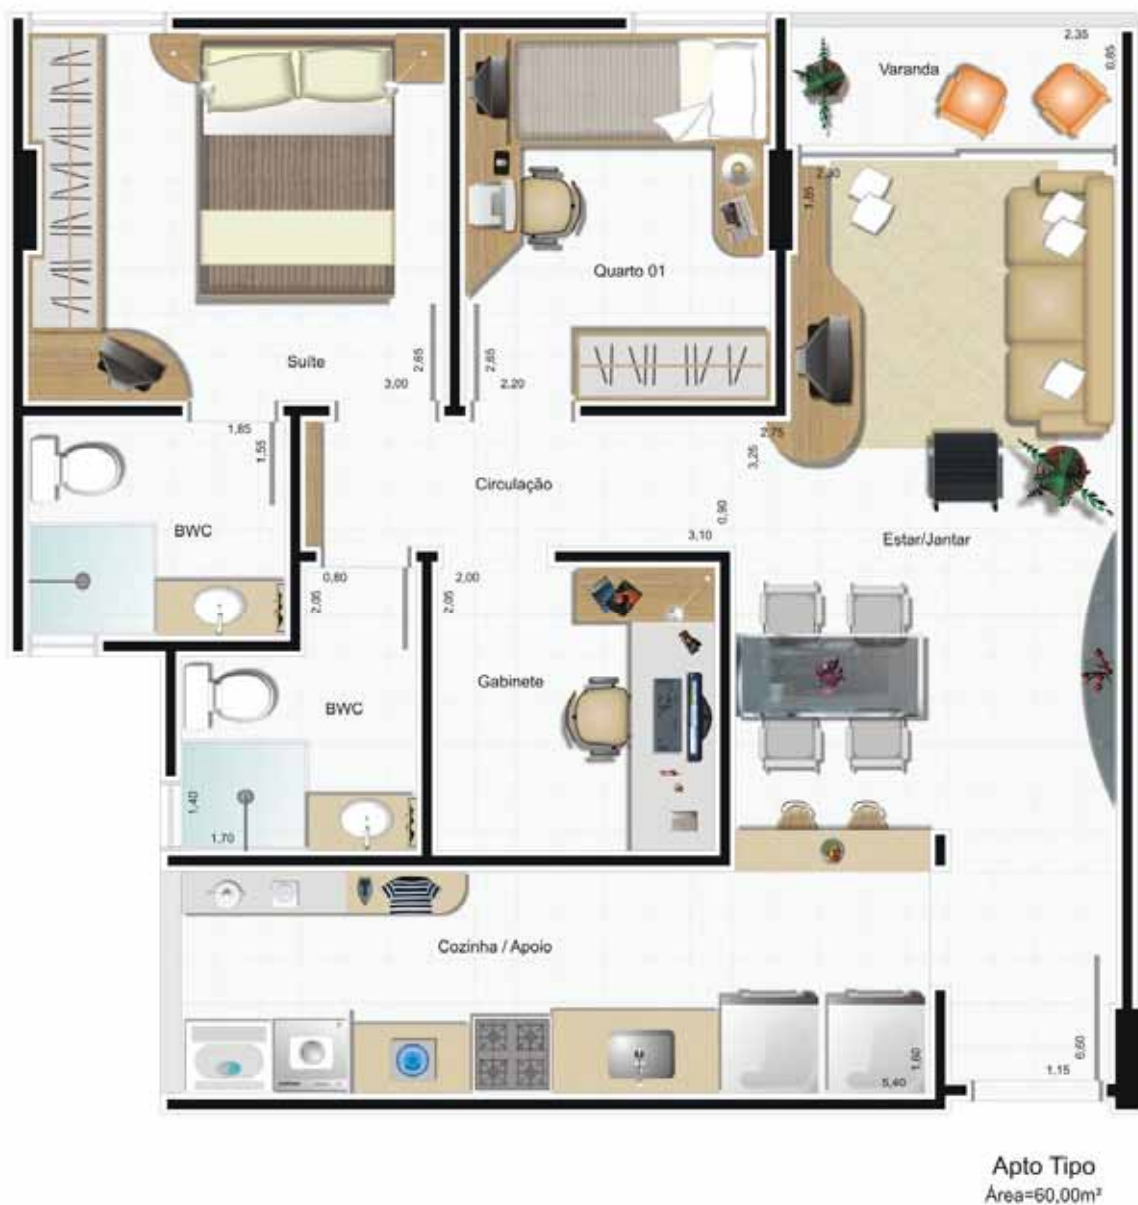 2,35
0,85
Varanda
2,30
1,85
Quarto 01
Suíte
2,65
3,00
2,65
2,20
1,85
1,55
2,75
3,25
Circulação
BWC
0,90
3,10
Estar/Jantar
0,80
2,05
2,00
2,05
Gabinete
BWC
1,40
1,70
Cozinha / Apoio
1,60
5,40
6,60
1,15
Apto Tipo
Área=60,00m²